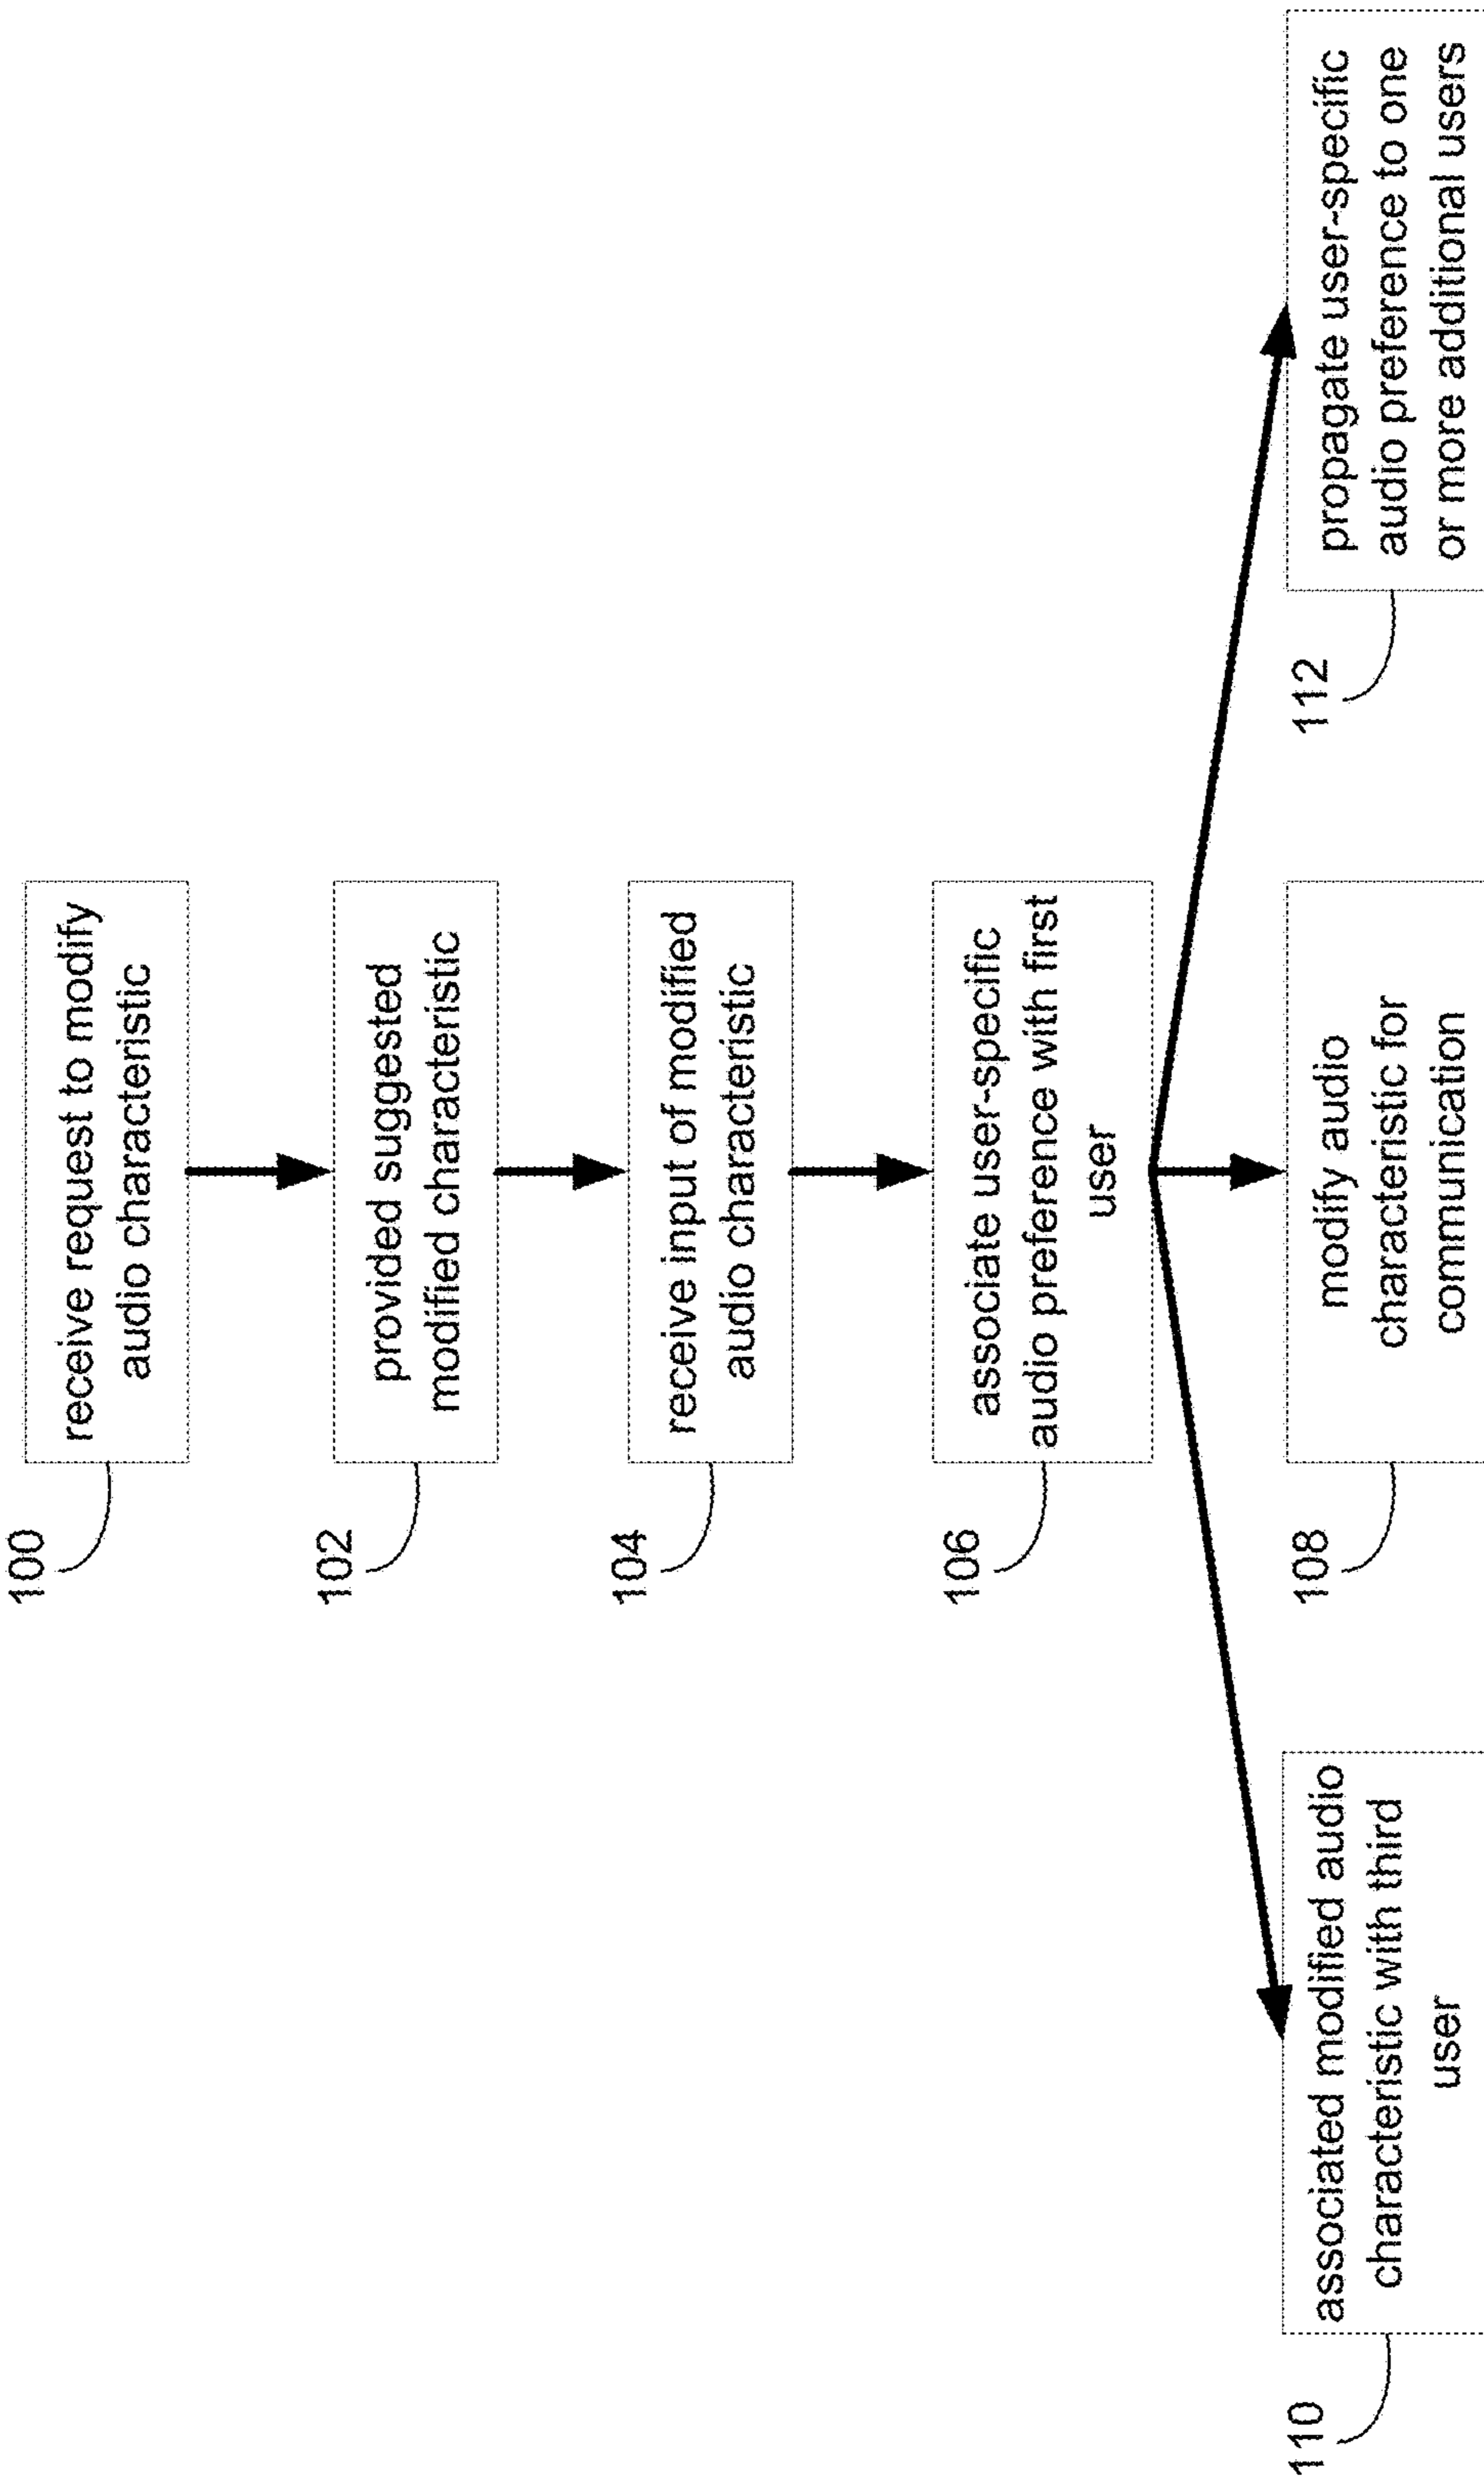 100
receive request to modify
audio characteristic
102
provided suggested
modified characteristic
104
receive input of modified
audio characteristic
106
associate user-specific
audio preference with first
user
110
associated modified audio
characteristic with third
user
108
modify audio
characteristic for
communication
112
propagate user-specific
audio preference to one
or more additional users